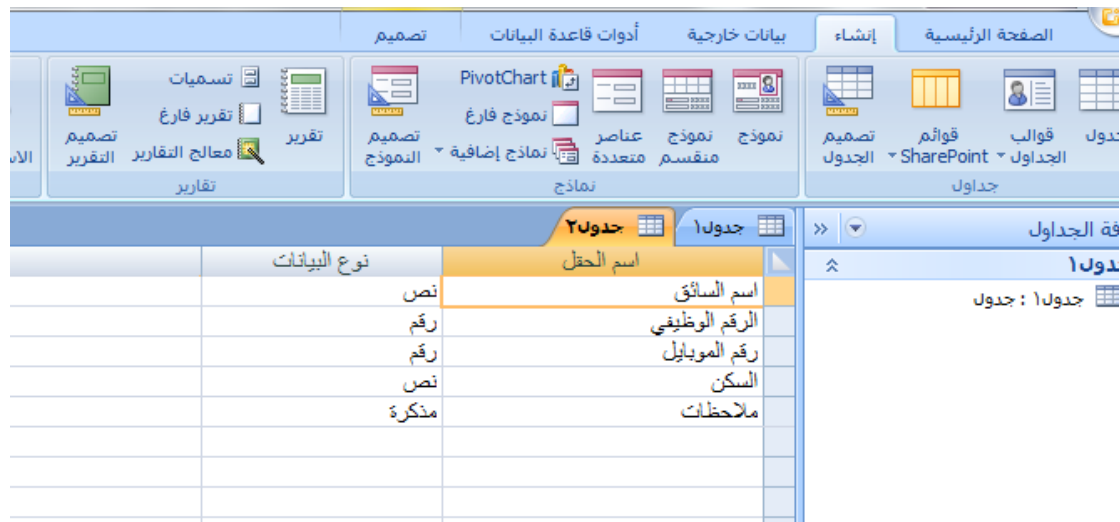 الصفحة الرئيسية إنشاء بيانات خارجية أدوات قاعدة البيانات تصميم
قوالب الجداول
قوائم SharePoint
تصميم الجدول
جداول
نموذج
نموذج منقسم
عناصر متعددة
PivotChart
نموذج فارغ
نماذج إضافية
تصميم النموذج
نماذج
تقرير
تسميات
تقرير فارغ
معالج التقارير
تصميم التقرير
تقارير
جدول١ : جدول
جدول١ جدول٢
اسم الحقل نوع البيانات
اسم السائق نص
الرقم الوظيفي رقم
رقم الموبايل رقم
السكن نص
ملاحظات مذكرة